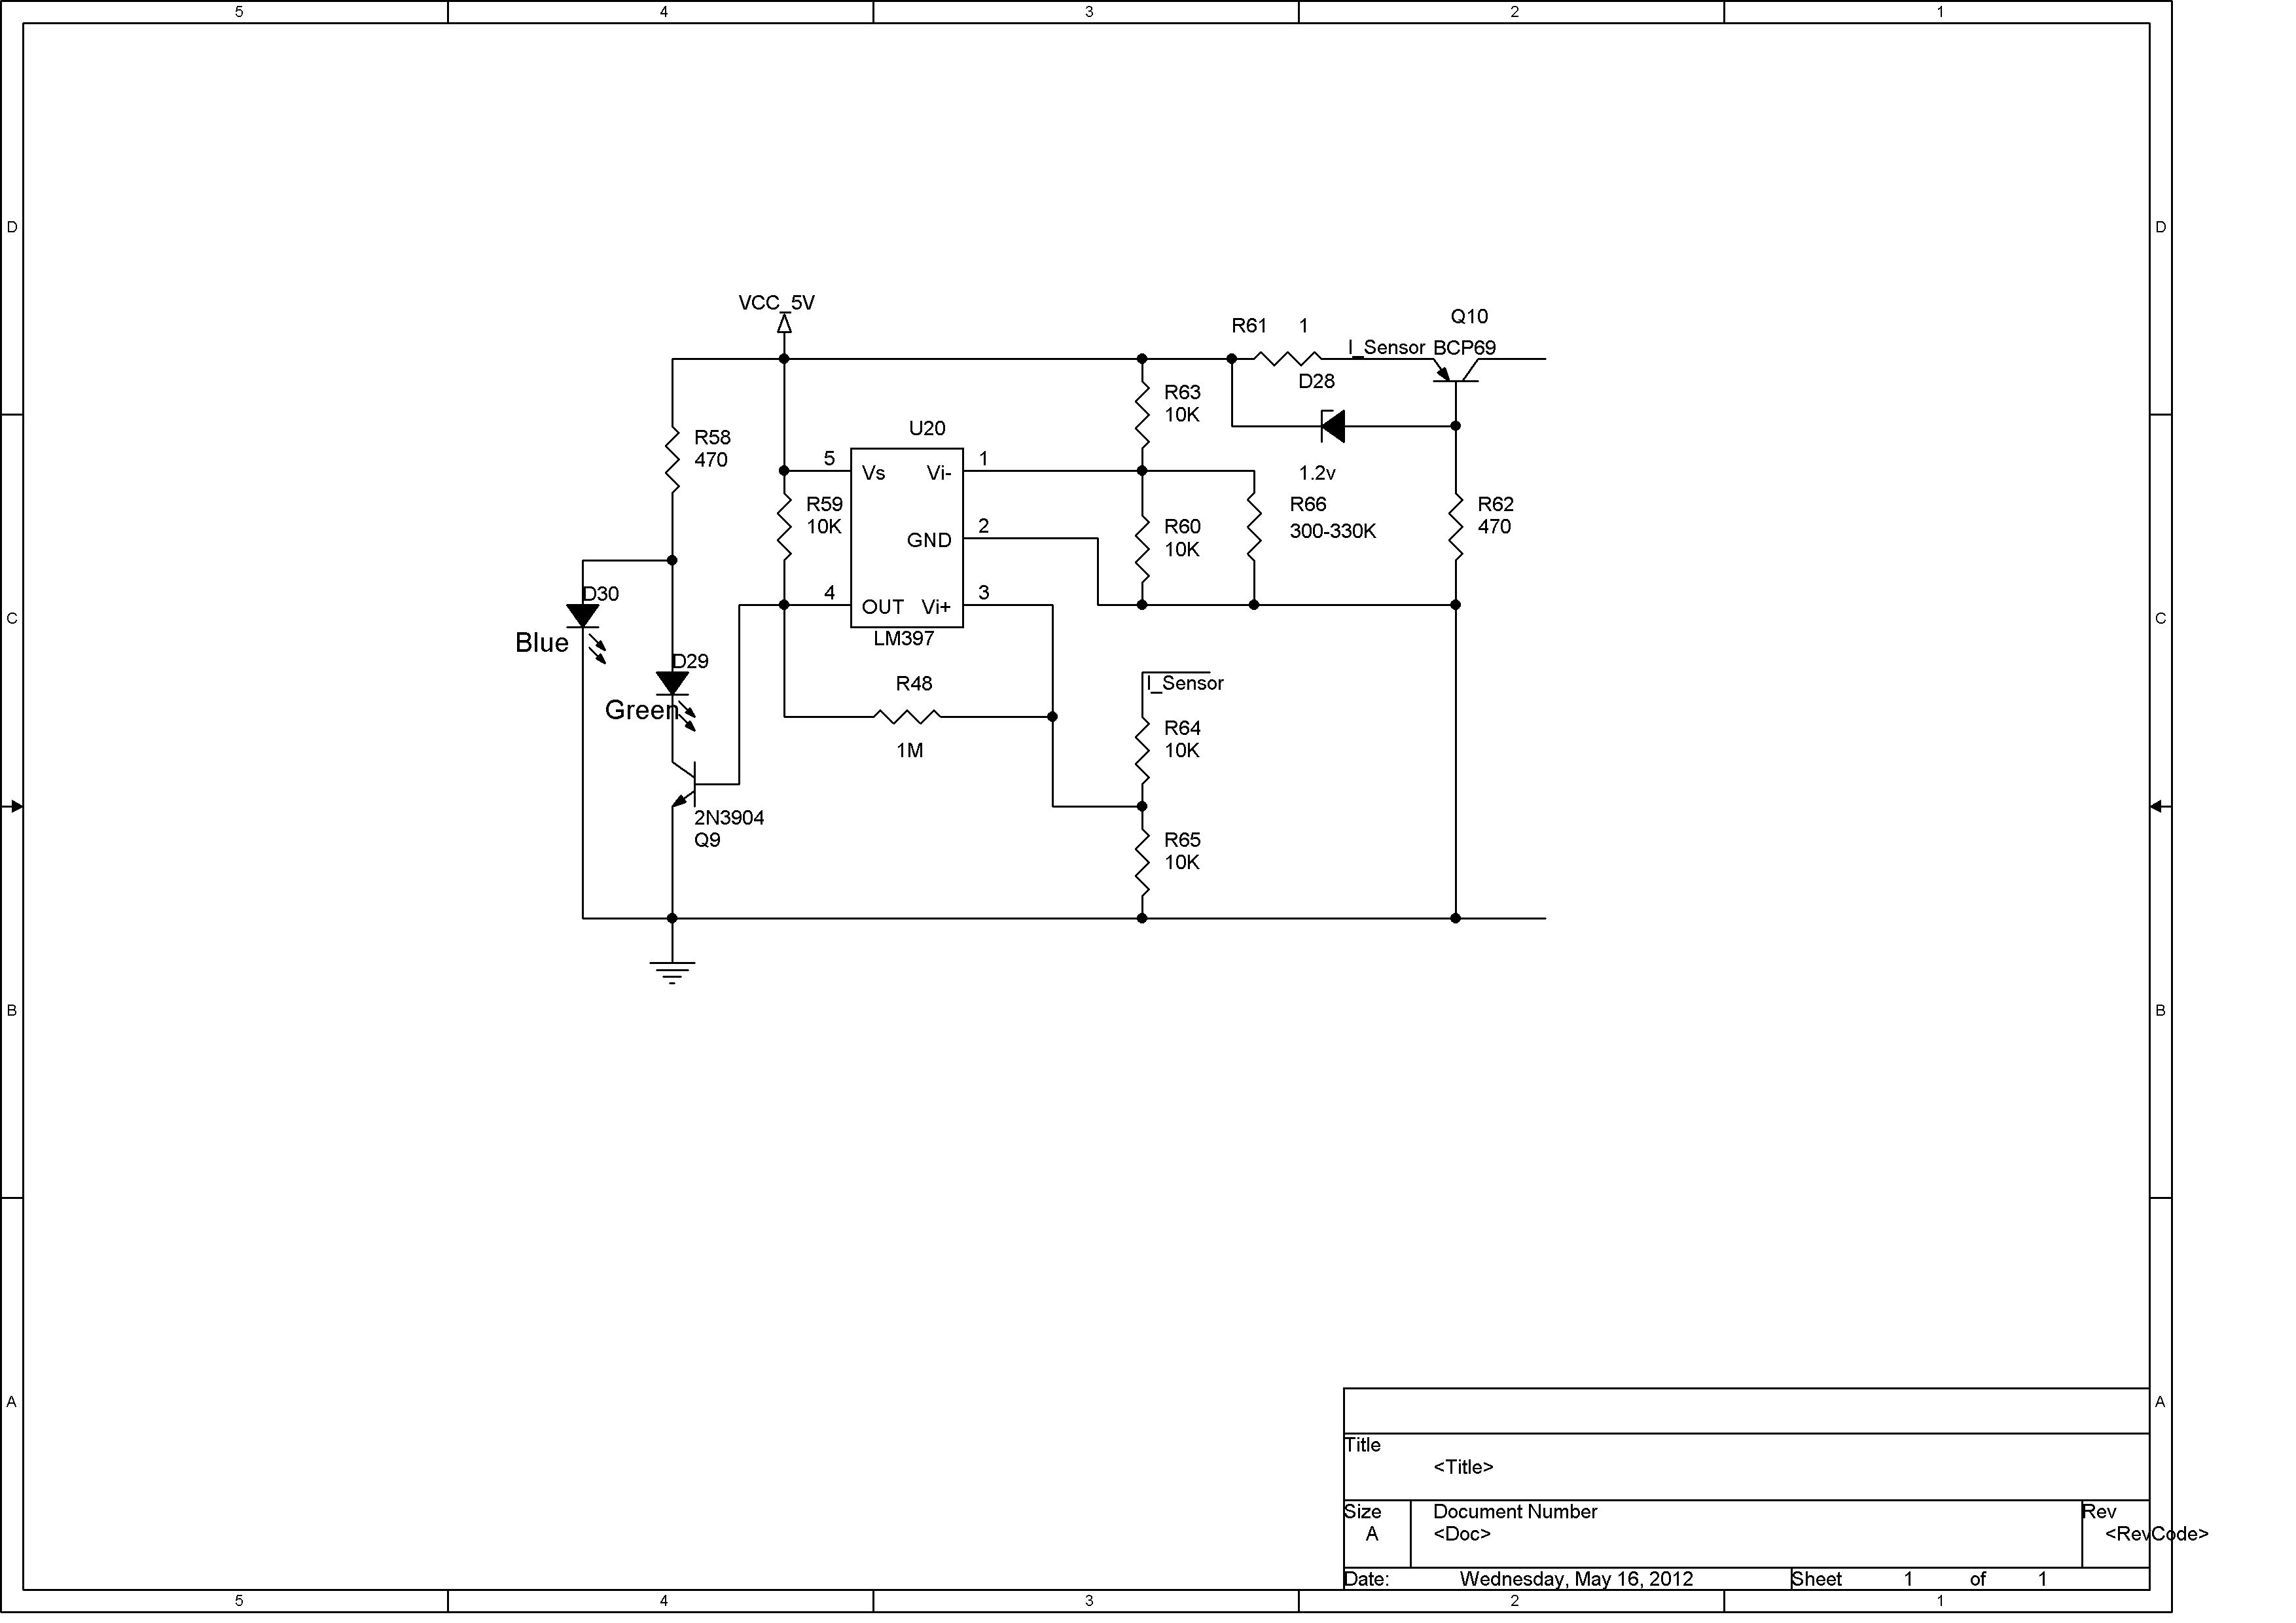 5 4 3 2 1
D D
C C
B B
A A
VCC_5V
R61 1
I_Sensor
Q10
BCP69
D28
1.2v
R63
10K
R58
470
U20
5 Vs Vi- 1
GND 2
4 OUT Vi+ 3
LM397
R59
10K
R60
10K
R66
300-330K
R62
470
D30
Blue
D29
Green
R48
1M
I_Sensor
R64
10K
2N3904
Q9
R65
10K
Title
<Title>
Size Document Number Rev
A <Doc> <RevCode>
Date: Wednesday, May 16, 2012 Sheet 1 of 1
5 4 3 2 1